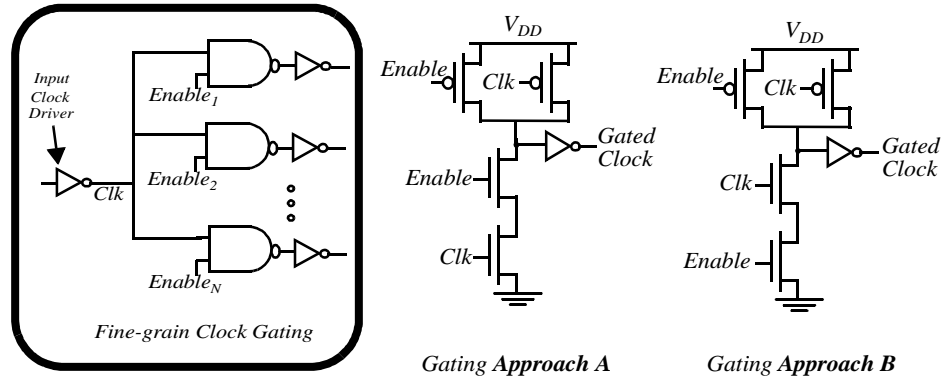 Input
Clock
Driver
Clk
Enable1
Enable2
EnableN
Fine-grain Clock Gating
VDD
Enable
Clk
Gated
Clock
Enable
Clk
Gating Approach A
VDD
Enable
Clk
Gated
Clock
Clk
Enable
Gating Approach B